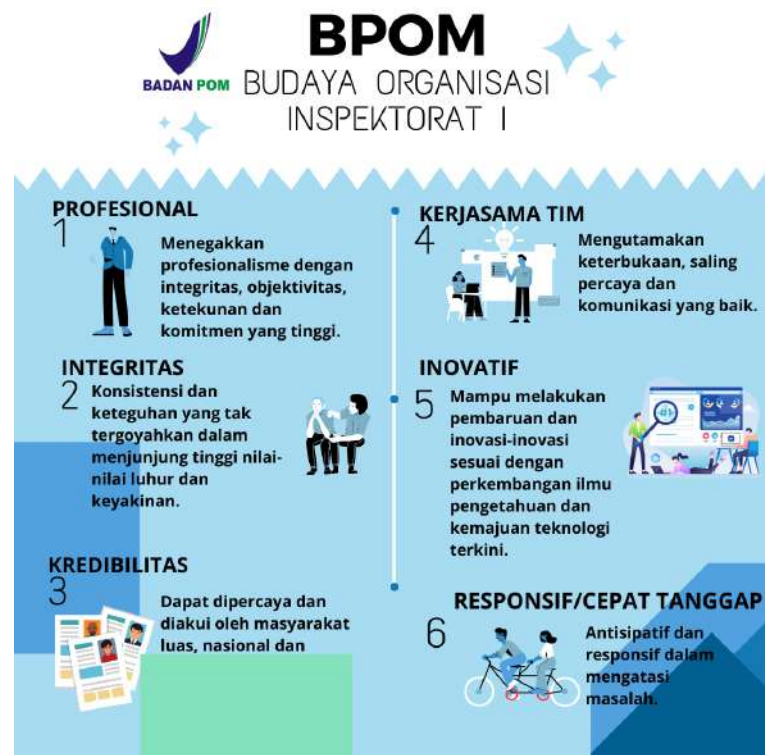 BPOM
BADAN POM
BUDAYA ORGANISASI
INSPEKTORAT I
PROFESIONAL
1
Menegakkan
profesionalisme dengan
integritas, objektivitas,
ketekunan dan
komitmen yang tinggi.
INTEGRITAS
2
Konsistensi dan
keteguhan yang tak
tergoyahkan dalam
menjunjung tinggi nilai-
nilai luhur dan
keyakinan.
KREDIBILITAS
3
Dapat dipercaya dan
diakui oleh masyarakat
luas, nasional dan
KERJASAMA TIM
4
Mengutamakan
keterbukaan, saling
percaya dan
komunikasi yang baik.
INOVATIF
5
Mampu melakukan
pembaruan dan
inovasi-inovasi
sesuai dengan
perkembangan ilmu
pengetahuan dan
kemajuan teknologi
terkini.
RESPONSIF/CEPAT TANGGAP
6
Antisipatif dan
responsif dalam
mengatasi
masalah.